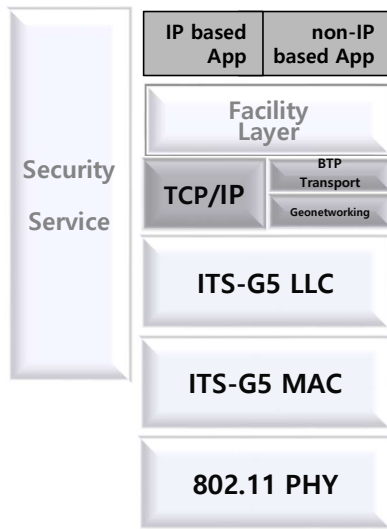 IP based
App
non-IP
based App
Facility
Layer
Security
Service
TCP/IP
BTP
Transport
Geonetworking
ITS-G5 LLC
ITS-G5 MAC
802.11 PHY